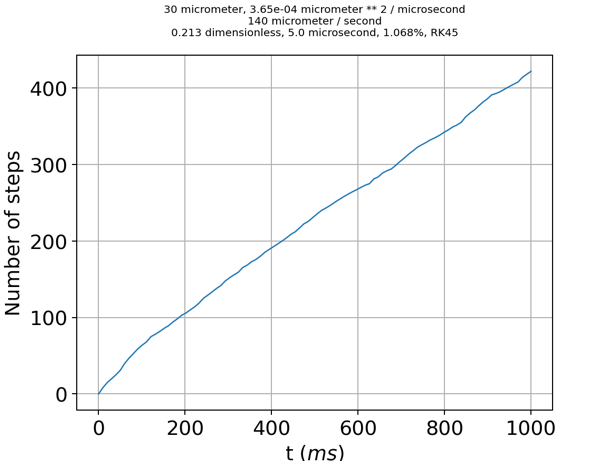 30 micrometer, 3.65e-04 micrometer ** 2 / microsecond
140 micrometer / second
0.213 dimensionless, 5.0 microsecond, 1.068%, RK45
Number of steps
400
300
200
100
0
0 200 400 600 800 1000
t (ms)